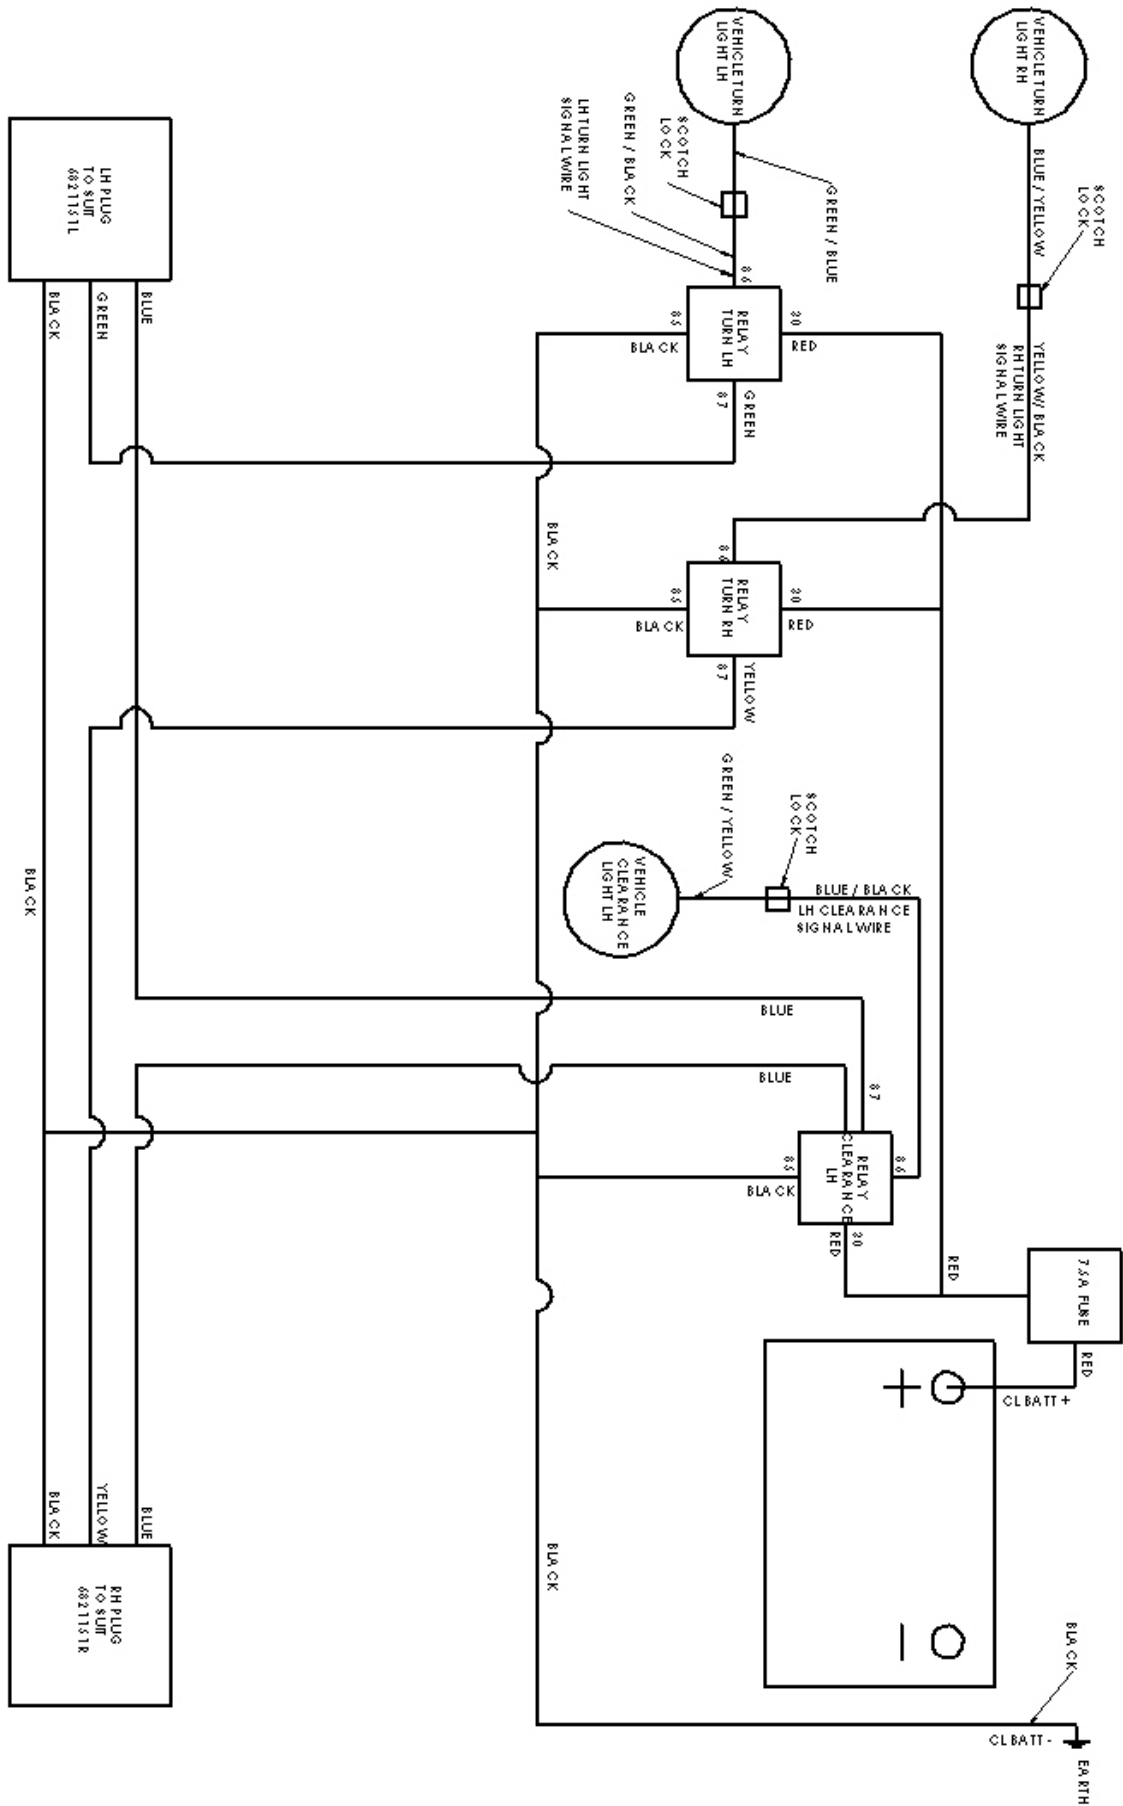 VEHICLE TURN
LIGHT LH
VEHICLE TURN
LIGHT RH
GREEN / BLUE
SCOTCH
LOCK
GREEN / BLACK
LH TURN LIGHT
SIGNAL WIRE
BLUE / YELLOW
SCOTCH
LOCK
YELLOW/ BLACK
RH TURN LIGHT
SIGNAL WIRE
LH PLUG
TO SUIT
6821151L
BLACK
GREEN
BLUE
86
RELAY
TURN LH
85
BLACK
30
RED
87
GREEN
BLACK
86
RELAY
TURN RH
85
BLACK
30
RED
87
YELLOW
GREEN / YELLOW
SCOTCH
LOCK
VEHICLE
CLEARANCE
LIGHT LH
BLUE / BLACK
LH CLEARANCE
SIGNAL WIRE
BLACK
BLUE
BLUE
87
86
RELAY
CLEARANCE
LH
85
BLACK
30
RED
RED
7.5A FUSE
RED
CL BATT +
+
−
BLACK
YELLOW
BLUE
RH PLUG
TO SUIT
6821151R
BLACK
BLACK
CL BATT -
EARTH